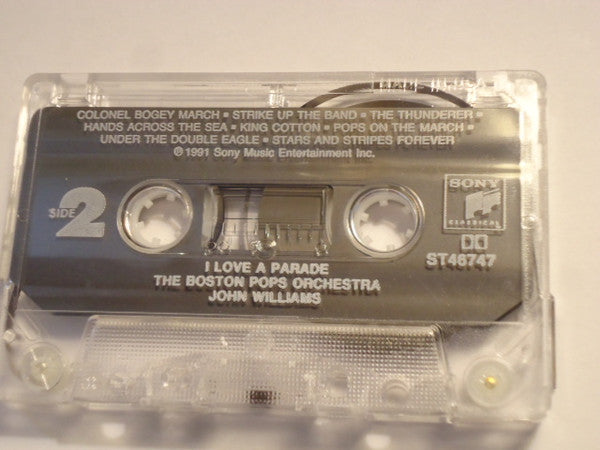 COLONEL BOGEY MARCH ▪ STRIKE UP THE BAND ▪ THE THUNDERER ▪
HANDS ACROSS THE SEA ▪ KING COTTON ▪ POPS ON THE MARCH ▪
UNDER THE DOUBLE EAGLE ▪ STARS AND STRIPES FOREVER
℗ 1991 Sony Music Entertainment Inc.
SIDE 2
SONY
CLASSICAL
ST46747
I LOVE A PARADE
THE BOSTON POPS ORCHESTRA
JOHN WILLIAMS